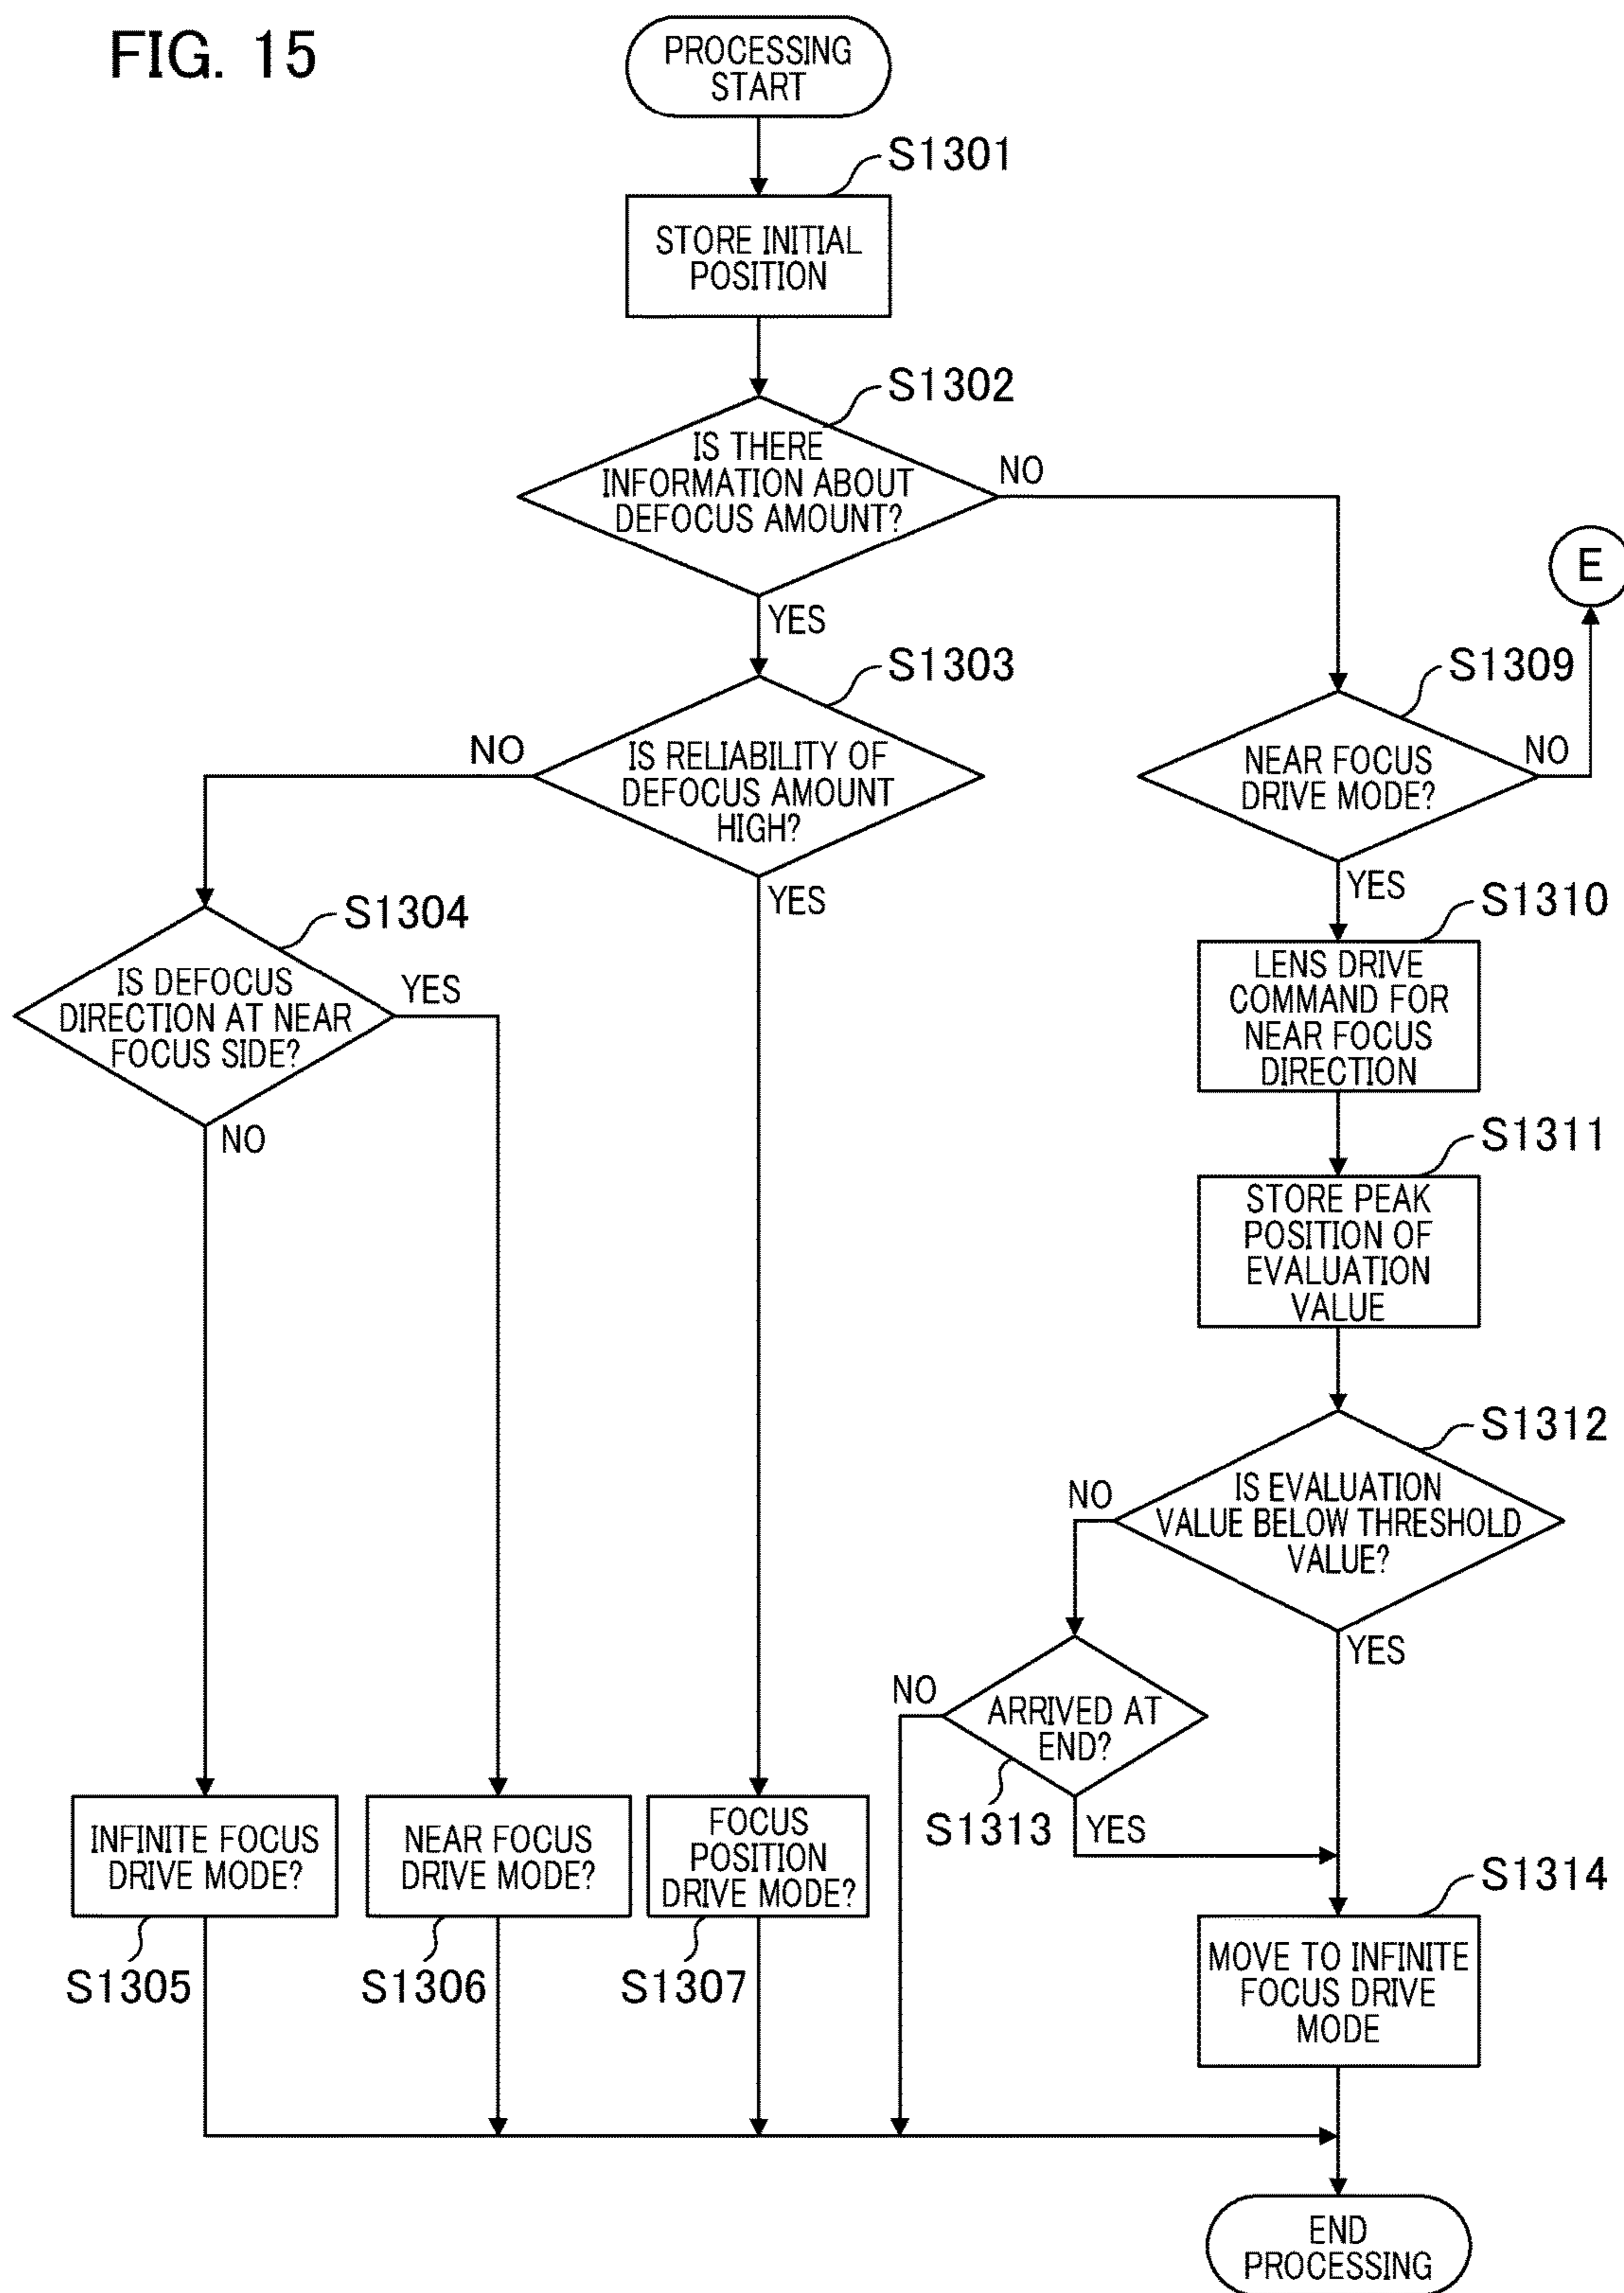 FIG. 15
PROCESSING
START
S1301
STORE INITIAL
POSITION
S1302
IS THERE
INFORMATION ABOUT
DEFOCUS AMOUNT?
NO
YES
E
S1303
IS RELIABILITY OF
DEFOCUS AMOUNT
HIGH?
NO
YES
S1309
NEAR FOCUS
DRIVE MODE?
NO
YES
S1304
IS DEFOCUS
DIRECTION AT NEAR
FOCUS SIDE?
YES
NO
S1310
LENS DRIVE
COMMAND FOR
NEAR FOCUS
DIRECTION
S1311
STORE PEAK
POSITION OF
EVALUATION
VALUE
S1312
IS EVALUATION
VALUE BELOW THRESHOLD
VALUE?
NO
YES
ARRIVED AT
END?
NO
S1313
YES
INFINITE FOCUS
DRIVE MODE?
S1305
NEAR FOCUS
DRIVE MODE?
S1306
FOCUS
POSITION
DRIVE MODE?
S1307
S1314
MOVE TO INFINITE
FOCUS DRIVE
MODE
END
PROCESSING